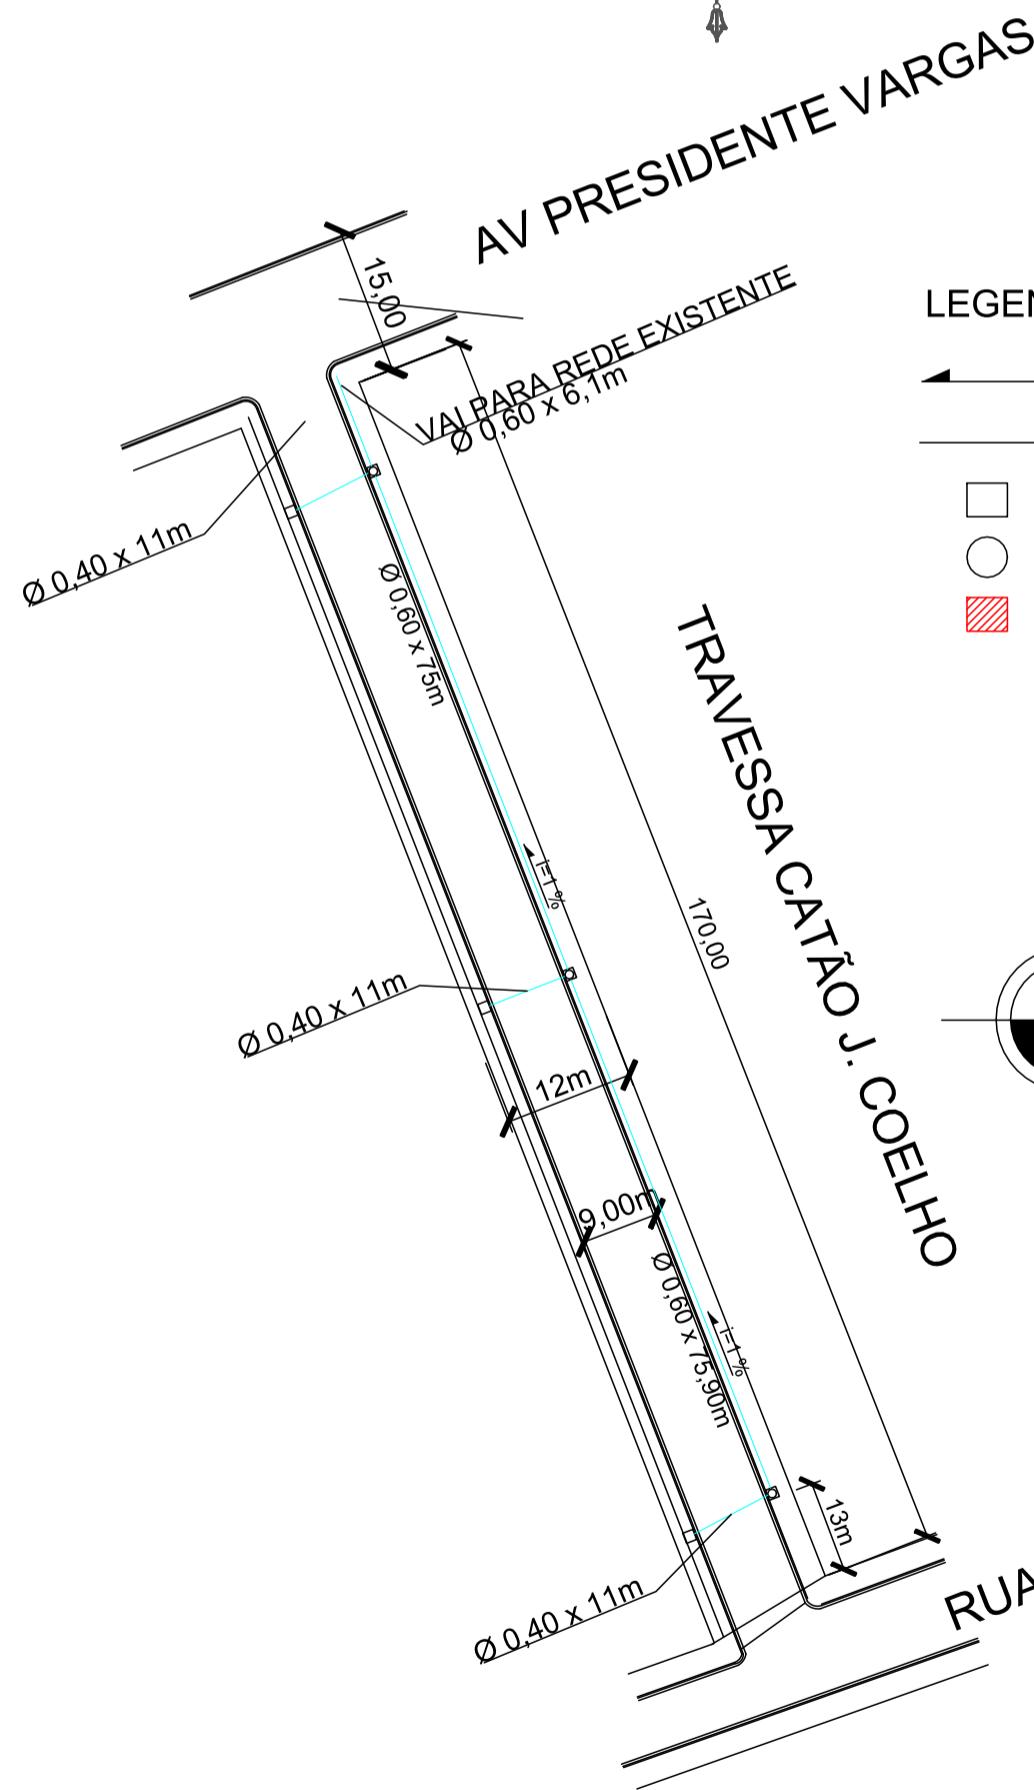 AV PRESIDENTE VARGAS
15,00
VAI PARA REDE EXISTENTE
Ø 0,60 x 6,1m
LEGEN
Ø 0,40 x 11m
Ø 0,60 x 75m
TRAVESSA CATÃO J. COELHO
i=1 %
170,00
Ø 0,40 x 11m
12m
9,00m
Ø 0,60 x 75,90m
i=1 %
13m
Ø 0,40 x 11m
RUA